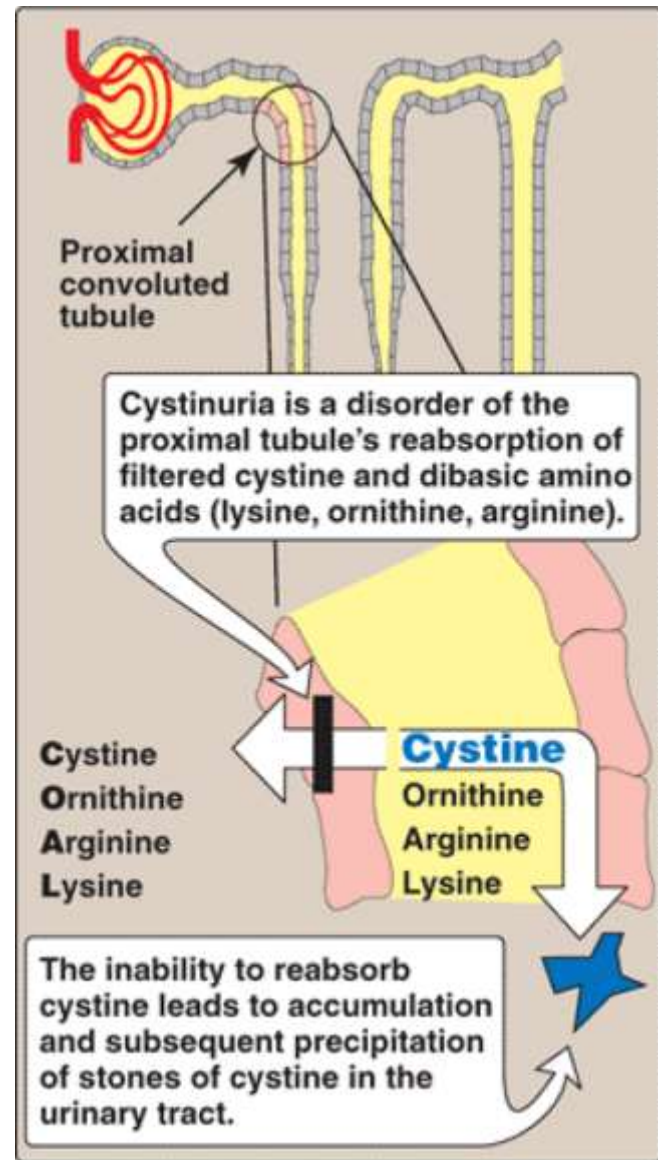 Proximal
convoluted
tubule
Cystinuria is a disorder of the
proximal tubule's reabsorption of
filtered cystine and dibasic amino
acids (lysine, ornithine, arginine).
Cystine
Ornithine
Arginine
Lysine
Cystine
Ornithine
Arginine
Lysine
The inability to reabsorb
cystine leads to accumulation
and subsequent precipitation
of stones of cystine in the
urinary tract.